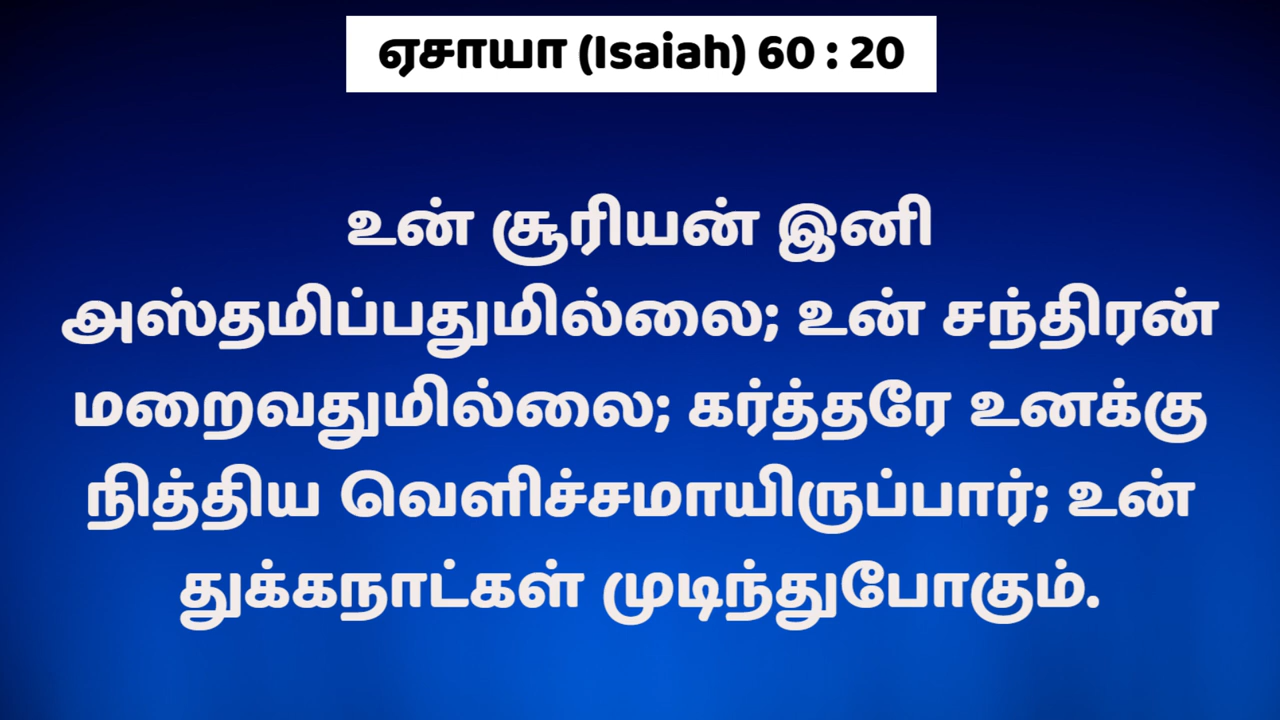 ஏசாயா (Isaiah) 60 : 20
உன் சூரியன் இனி
அஸ்தமிப்பதுமில்லை; உன் சந்திரன்
மறைவதுமில்லை; கர்த்தரே உனக்கு
நித்திய வெளிச்சமாயிருப்பார்; உன்
துக்கநாட்கள் முடிந்துபோகும்.